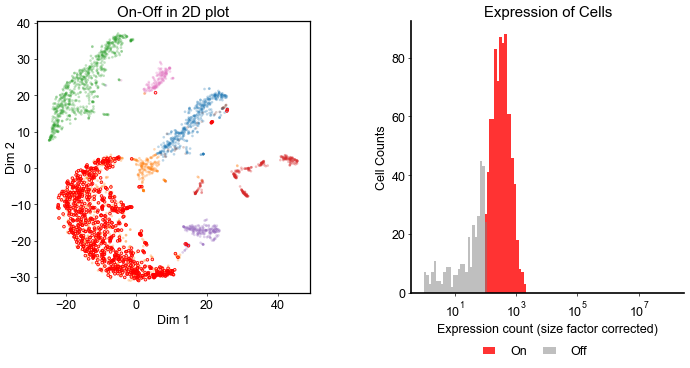 On-Off in 2D plot
40
30
20
10
0
−10
−20
−30
Dim 2
−20 0 20 40
Dim 1
Expression of Cells
80
60
40
20
0
Cell Counts
10^1 10^3 10^5 10^7
Expression count (size factor corrected)
On Off